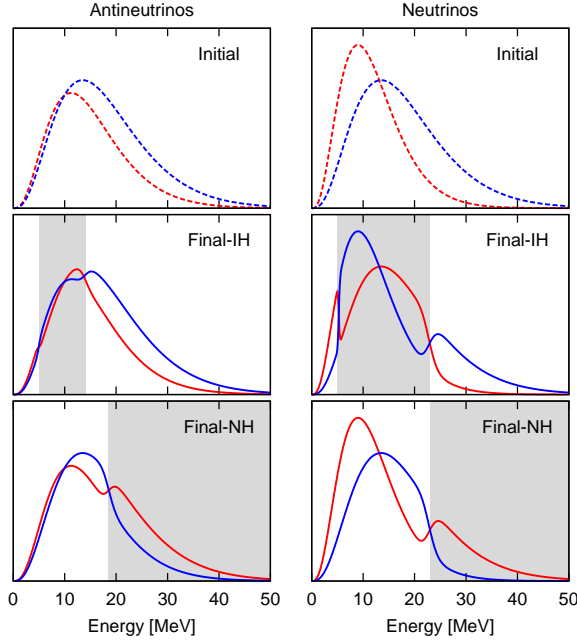 Antineutrinos Neutrinos
Initial Initial
Final-IH Final-IH
Final-NH Final-NH
0 10 20 30 40 50 0 10 20 30 40 50
Energy [MeV] Energy [MeV]